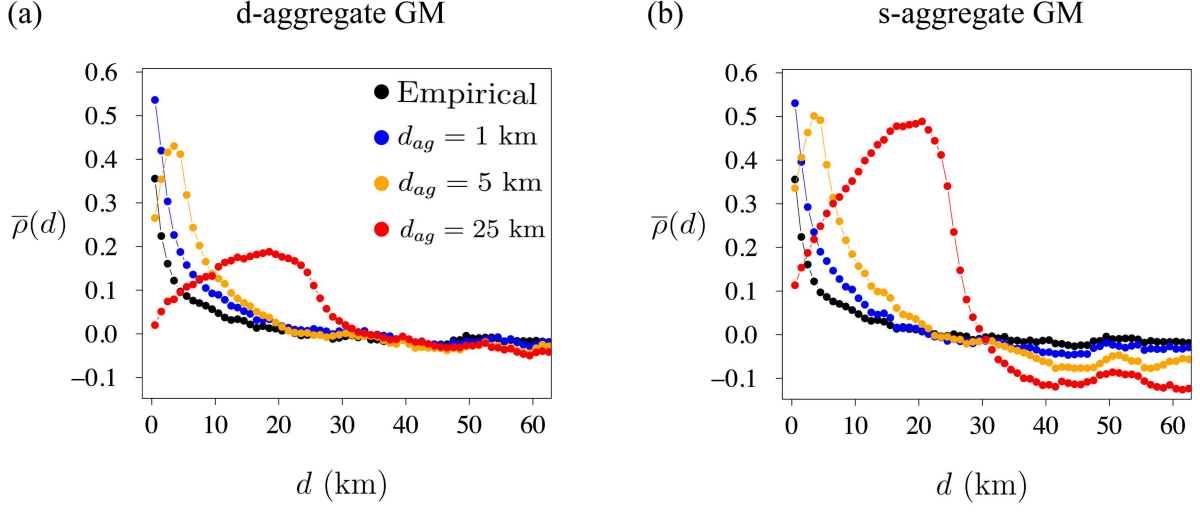 (a) d-aggregate GM
0.6
0.5
0.4
0.3
0.2
0.1
0.0
−0.1
ρ̅(d)
Empirical
d_ag = 1 km
d_ag = 5 km
d_ag = 25 km
0 10 20 30 40 50 60
d (km)
(b) s-aggregate GM
0.6
0.5
0.4
0.3
0.2
0.1
0.0
−0.1
ρ̅(d)
0 10 20 30 40 50 60
d (km)